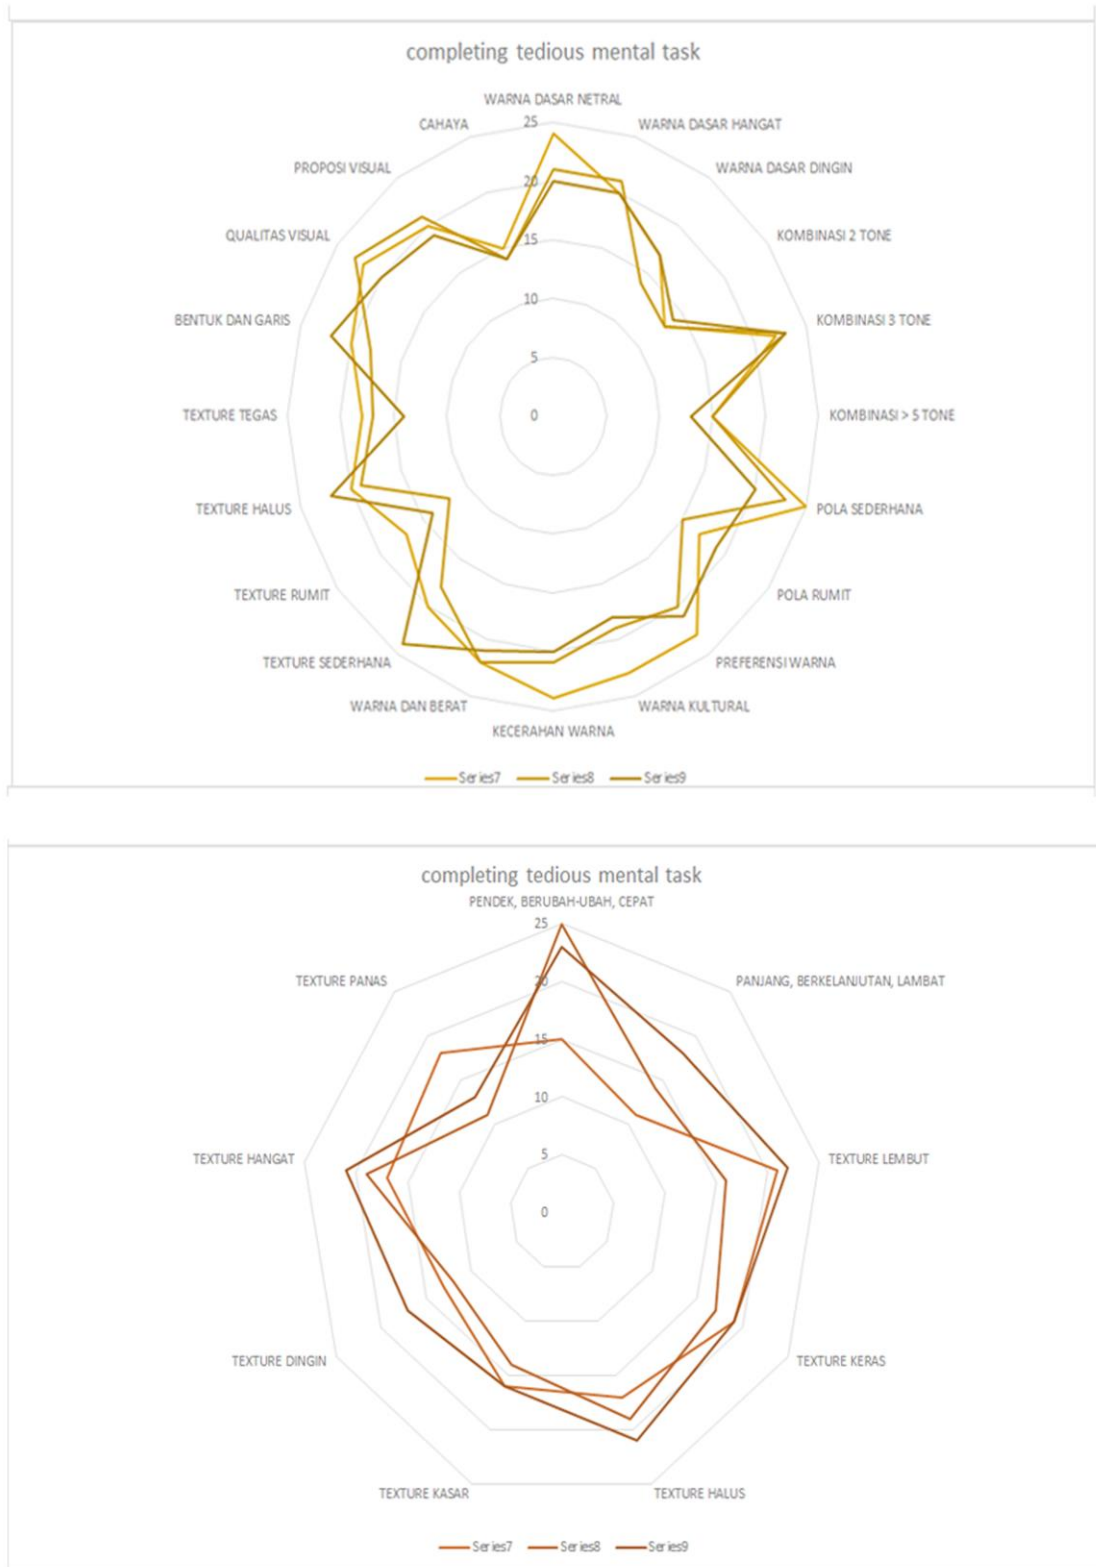 completing tedious mental task
WARNA DASAR NETRAL
CAHAYA
25
WARNA DASAR HANGAT
PROPOSI VISUAL
20
WARNA DASAR DINGIN
QUALITAS VISUAL
15
KOMBINASI 2 TONE
BENTUK DAN GARIS
10
KOMBINASI 3 TONE
5
TEXTURE TEGAS
0
KOMBINASI > 5 TONE
TEXTURE HALUS
POLA SEDERHANA
TEXTURE RUMIT
POLA RUMIT
TEXTURE SEDERHANA
PREFERENSI WARNA
WARNA DAN BERAT
WARNA KULTURAL
KECERAHAN WARNA
Series7 Series8 Series9
completing tedious mental task
PENDEK, BERUBAH-UBAH, CEPAT
25
TEXTURE PANAS
20
PANJANG, BERKELANJUTAN, LAMBAT
15
10
TEXTURE HANGAT
5
TEXTURE LEMBUT
0
TEXTURE DINGIN
TEXTURE KERAS
TEXTURE KASAR
TEXTURE HALUS
Series7 Series8 Series9